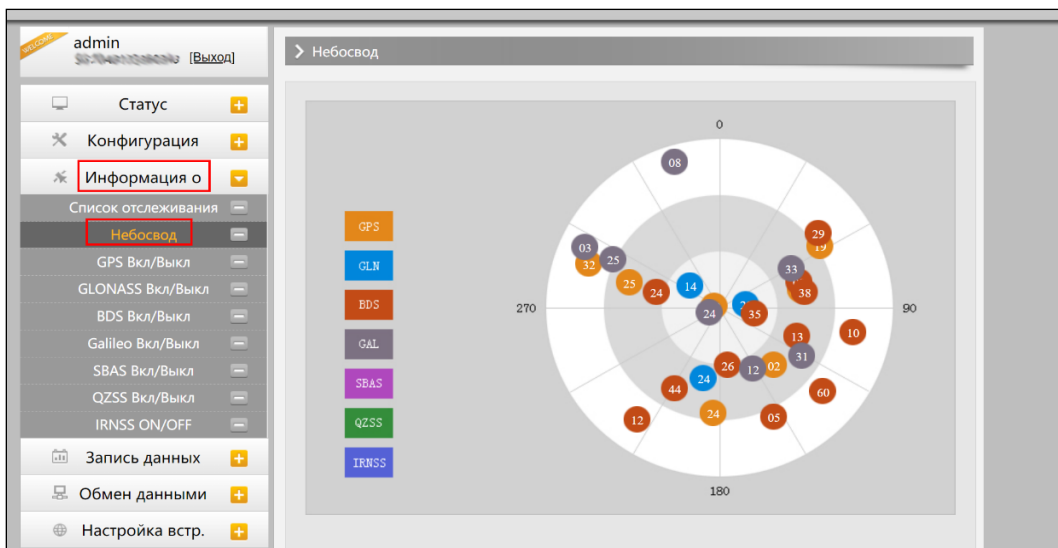 WELCOME
admin
[Выход]
Статус
Конфигурация
Информация о
Список отслеживания
Небосвод
GPS Вкл/Выкл
GLONASS Вкл/Выкл
BDS Вкл/Выкл
Galileo Вкл/Выкл
SBAS Вкл/Выкл
QZSS Вкл/Выкл
IRNSS ON/OFF
Запись данных
Обмен данными
Настройка встр.
Небосвод
GPS
GLN
BDS
GAL
SBAS
QZSS
IRNSS
0
08
29
19
03
32
25
33
25
24
14
38
270
24
35
90
10
13
31
26
12
02
24
44
60
12
24
05
180